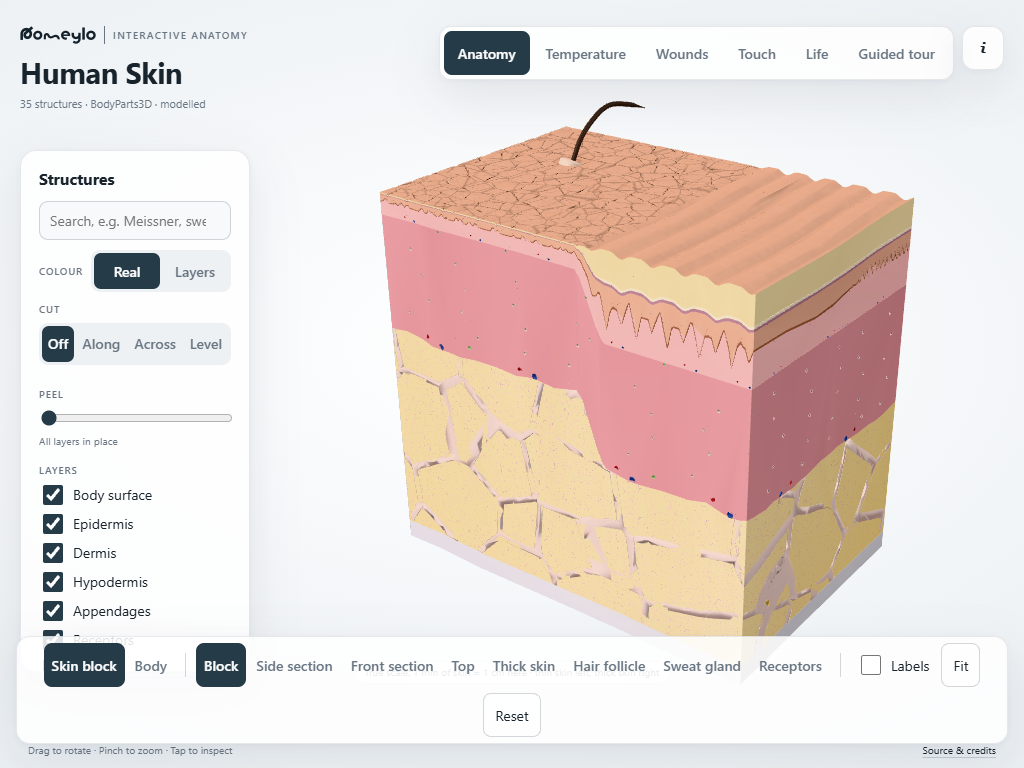 Domeylo
INTERACTIVE ANATOMY
Human Skin
35 structures · BodyParts3D · modelled
Anatomy
Temperature
Wounds
Touch
Life
Guided tour
i
Structures
Search, e.g. Meissner, swe
COLOUR
Real
Layers
CUT
Off
Along
Across
Level
PEEL
All layers in place
LAYERS
Body surface
Epidermis
Dermis
Hypodermis
Appendages
Receptors
Skin block
Body
Block
Side section
Front section
Top
Thick skin
Hair follicle
Sweat gland
Receptors
Labels
Fit
Reset
Drag to rotate · Pinch to zoom · Tap to inspect
Source & credits